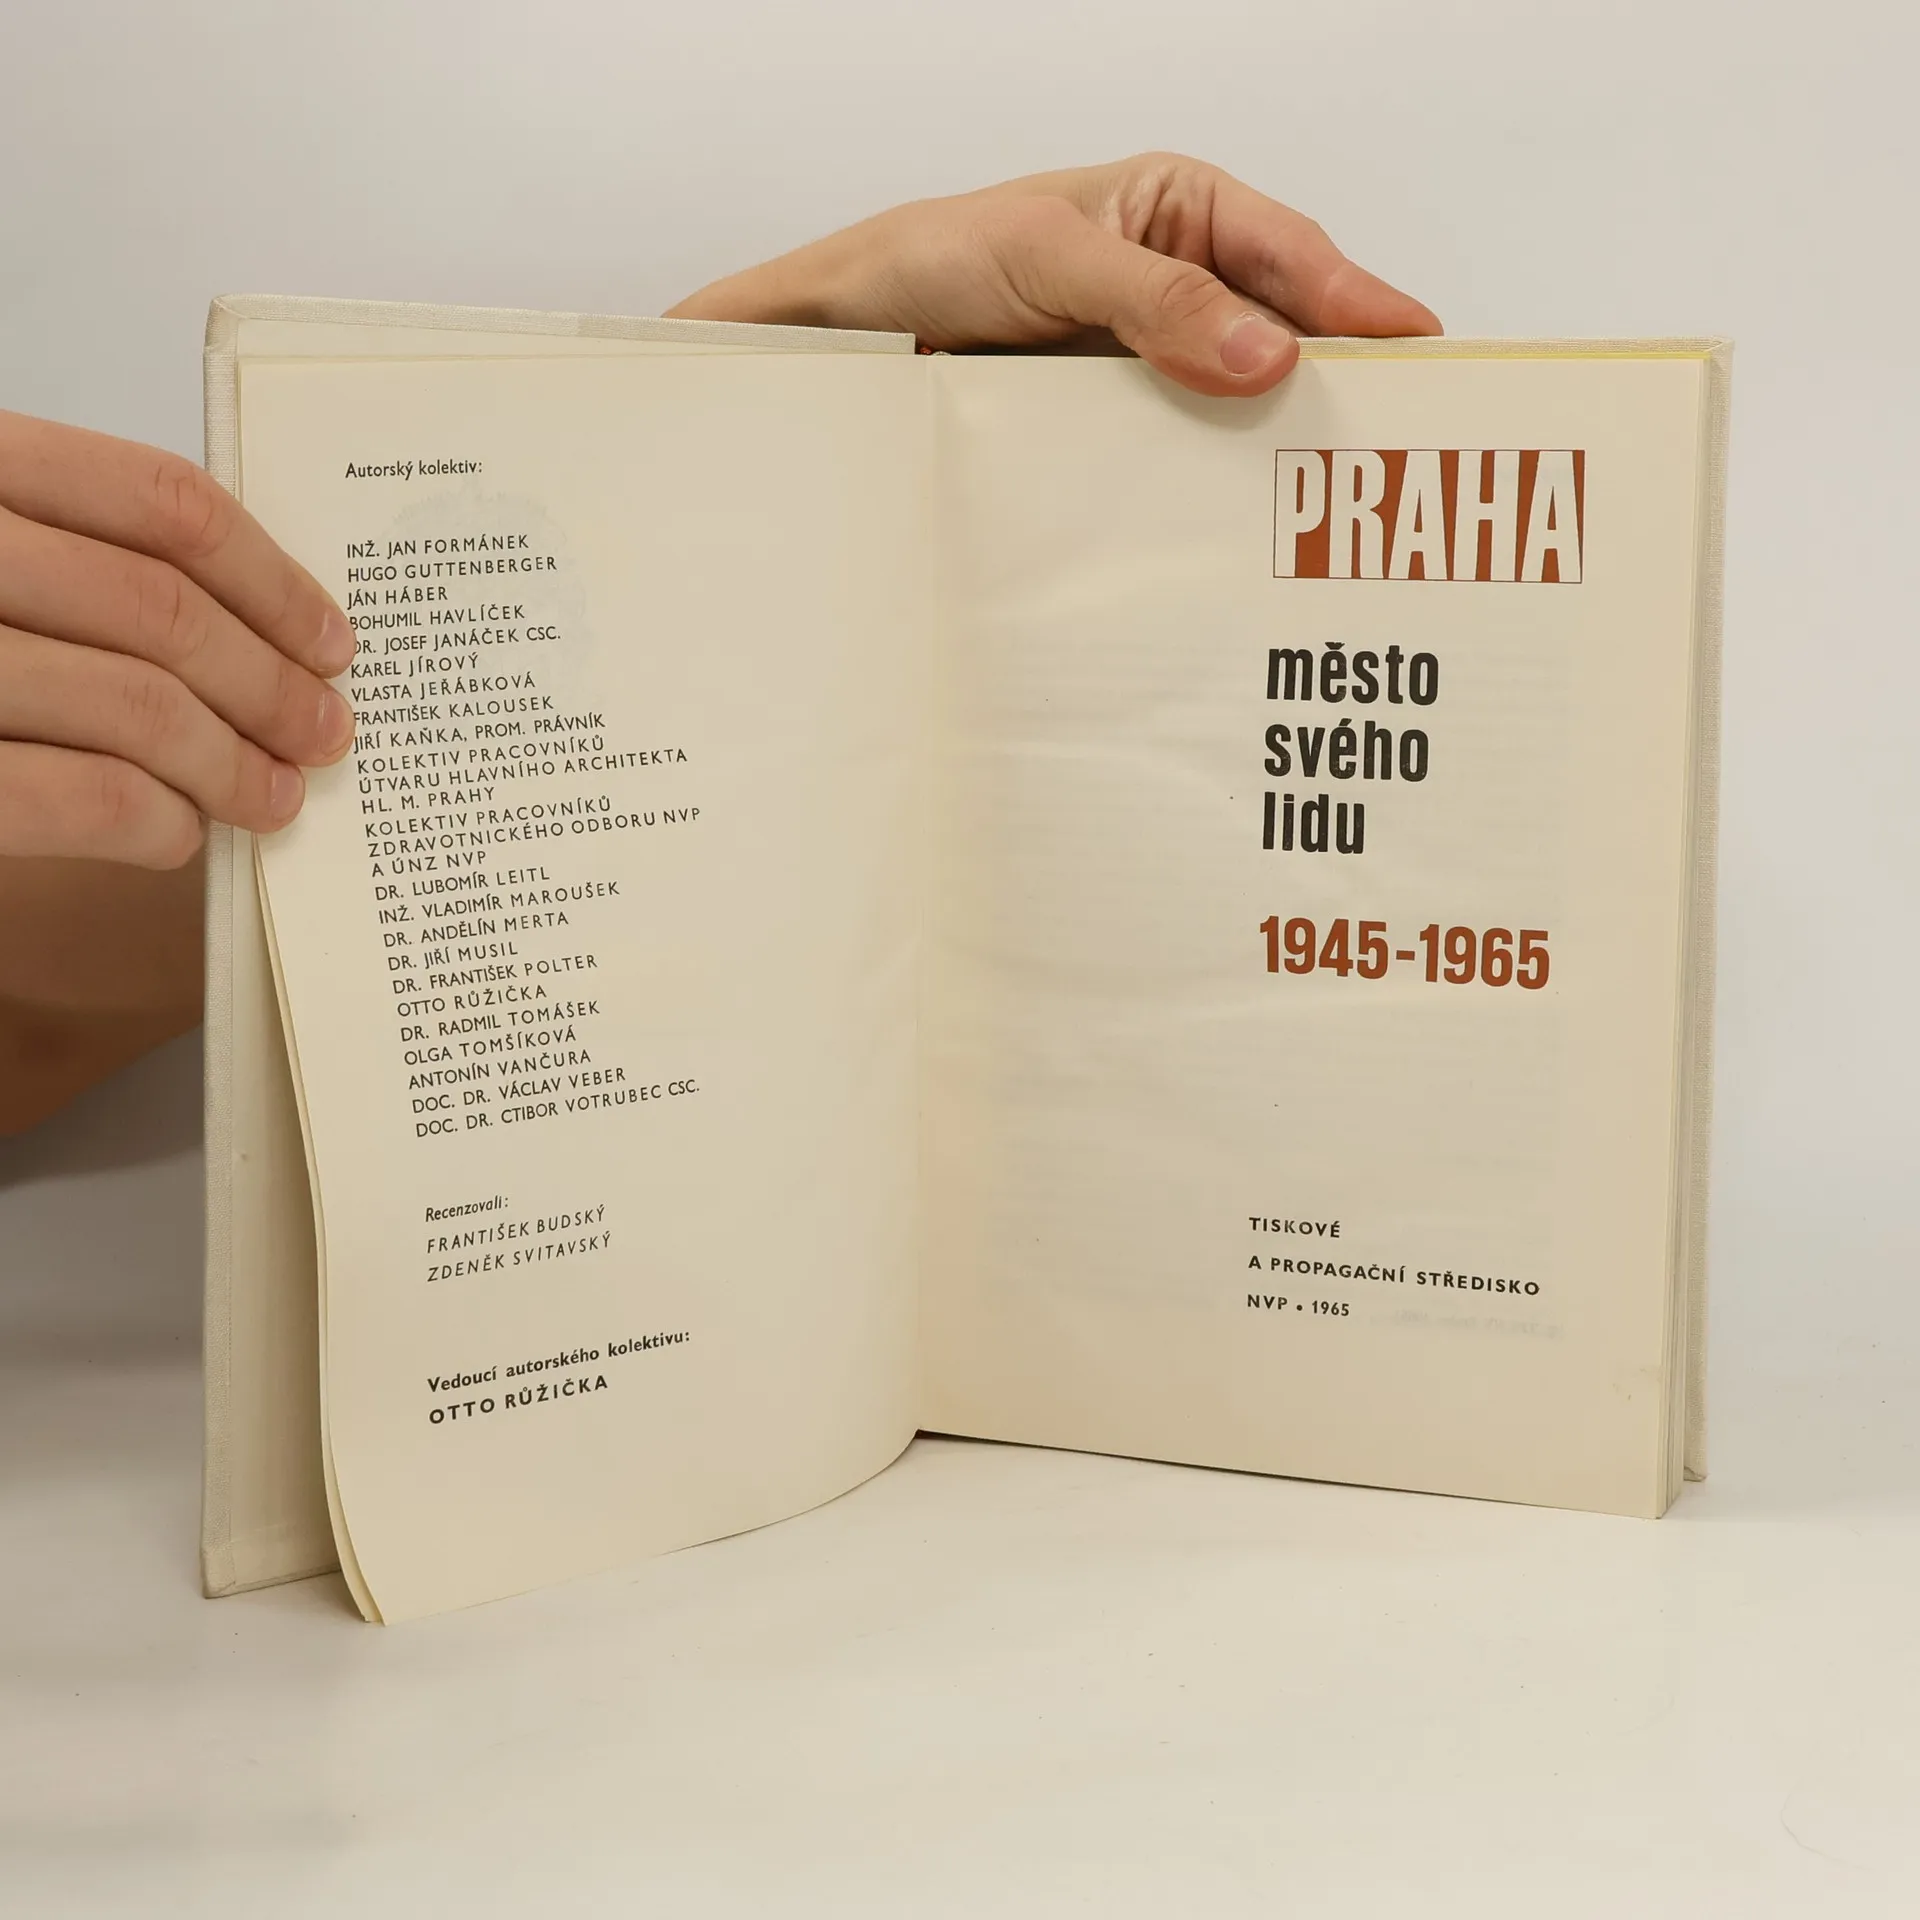 Autorský kolektiv:
INŽ. JAN FORMÁNEK
HUGO GUTTENBERGER
JÁN HÁBER
BOHUMIL HAVLÍČEK
DR. JOSEF JANÁČEK CSC.
KAREL JÍROVÝ
VLASTA JEŘÁBKOVÁ
FRANTIŠEK KALOUSEK
JIŘÍ KAŇKA, PROM. PRÁVNÍK
KOLEKTIV PRACOVNÍKŮ
ÚTVARU HLAVNÍHO ARCHITEKTA
HL. M. PRAHY
KOLEKTIV PRACOVNÍKŮ
ZDRAVOTNICKÉHO ODBORU NVP
A ÚNZ NVP
DR. LUBOMÍR LEITL
INŽ. VLADIMÍR MAROUŠEK
DR. ANDĚLÍN MERTA
DR. JIŘÍ MUSIL
DR. FRANTIŠEK POLTER
OTTO RŮŽIČKA
DR. RADMIL TOMÁŠEK
OLGA TOMŠÍKOVÁ
ANTONÍN VANČURA
DOC. DR. VÁCLAV VEBER
DOC. DR. CTIBOR VOTRUBEC CSC.
Recenzovali:
FRANTIŠEK BUDSKÝ
ZDENĚK SVITAVSKÝ
Vedoucí autorského kolektivu:
OTTO RŮŽIČKA
PRAHA
město
svého
lidu
1945-1965
TISKOVÉ
A PROPAGAČNÍ STŘEDISKO
NVP • 1965